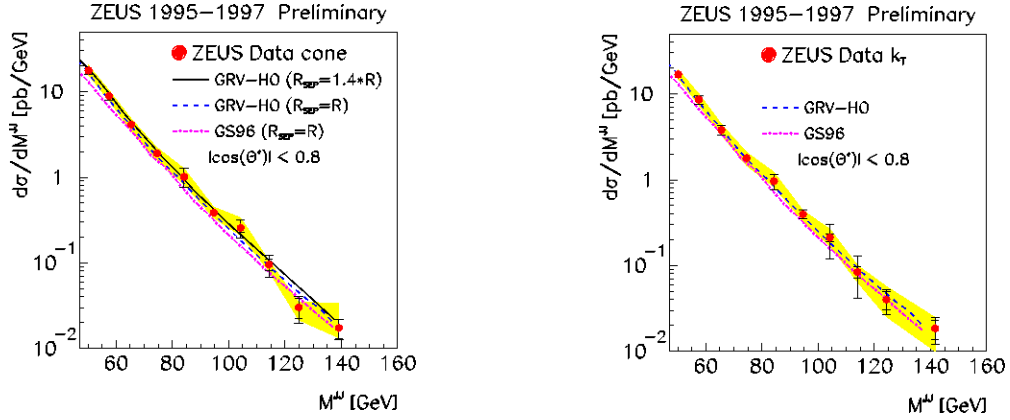 ZEUS 1995−1997 Preliminary
dσ/dM^JJ [pb/GeV]
ZEUS Data cone
GRV−HO (R_SEP=1.4*R)
GRV−HO (R_SEP=R)
GS96 (R_SEP=R)
|cos(θ*)| < 0.8
10
1
10^−1
10^−2
60 80 100 120 140 160
M^JJ [GeV]
ZEUS 1995−1997 Preliminary
dσ/dM^JJ [pb/GeV]
ZEUS Data k_T
GRV−HO
GS96
|cos(θ*)| < 0.8
10
1
10^−1
10^−2
60 80 100 120 140 160
M^JJ [GeV]